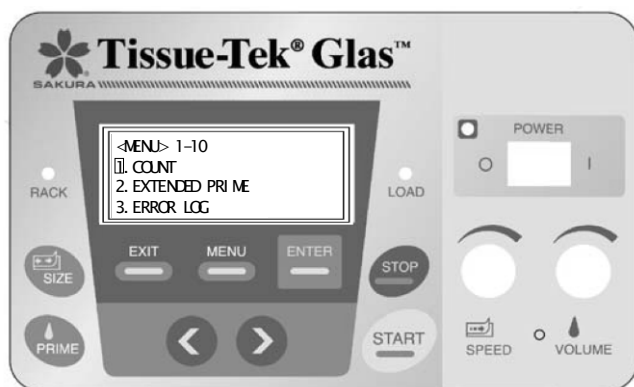 Tissue-Tek® Glas™
SAKURA
<MENU> 1-10
1. COUNT
2. EXTENDED PRIME
3. ERROR LOG
RACK
LOAD
EXIT MENU ENTER
SIZE
STOP
PRIME
START
POWER
O I
SPEED
VOLUME